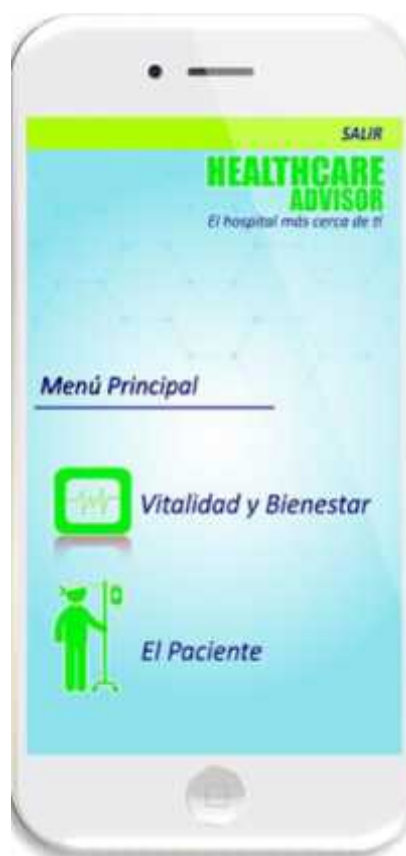 SALIR
HEALTHCARE
ADVISOR
El hospital más cerca de ti
Menú Principal
Vitalidad y Bienestar
El Paciente